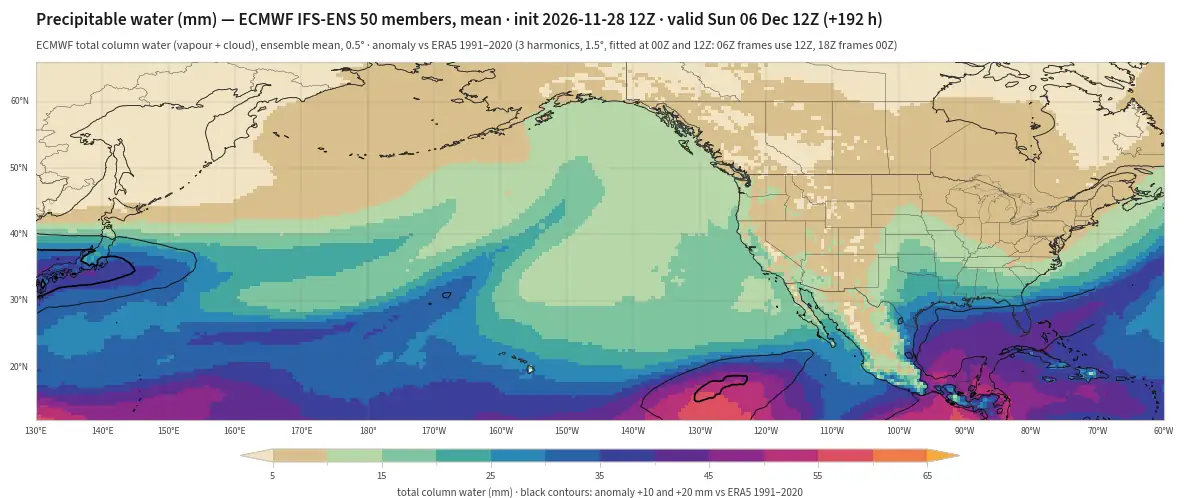 Precipitable water (mm) — ECMWF IFS-ENS 50 members, mean · init 2026-11-28 12Z · valid Sun 06 Dec 12Z (+192 h)
ECMWF total column water (vapour + cloud), ensemble mean, 0.5° · anomaly vs ERA5 1991–2020 (3 harmonics, 1.5°, fitted at 00Z and 12Z: 06Z frames use 12Z, 18Z frames 00Z)
60°N
50°N
40°N
30°N
20°N
130°E 140°E 150°E 160°E 170°E 180° 170°W 160°W 150°W 140°W 130°W 120°W 110°W 100°W 90°W 80°W 70°W 60°W
5 15 25 35 45 55 65
total column water (mm) · black contours: anomaly +10 and +20 mm vs ERA5 1991–2020